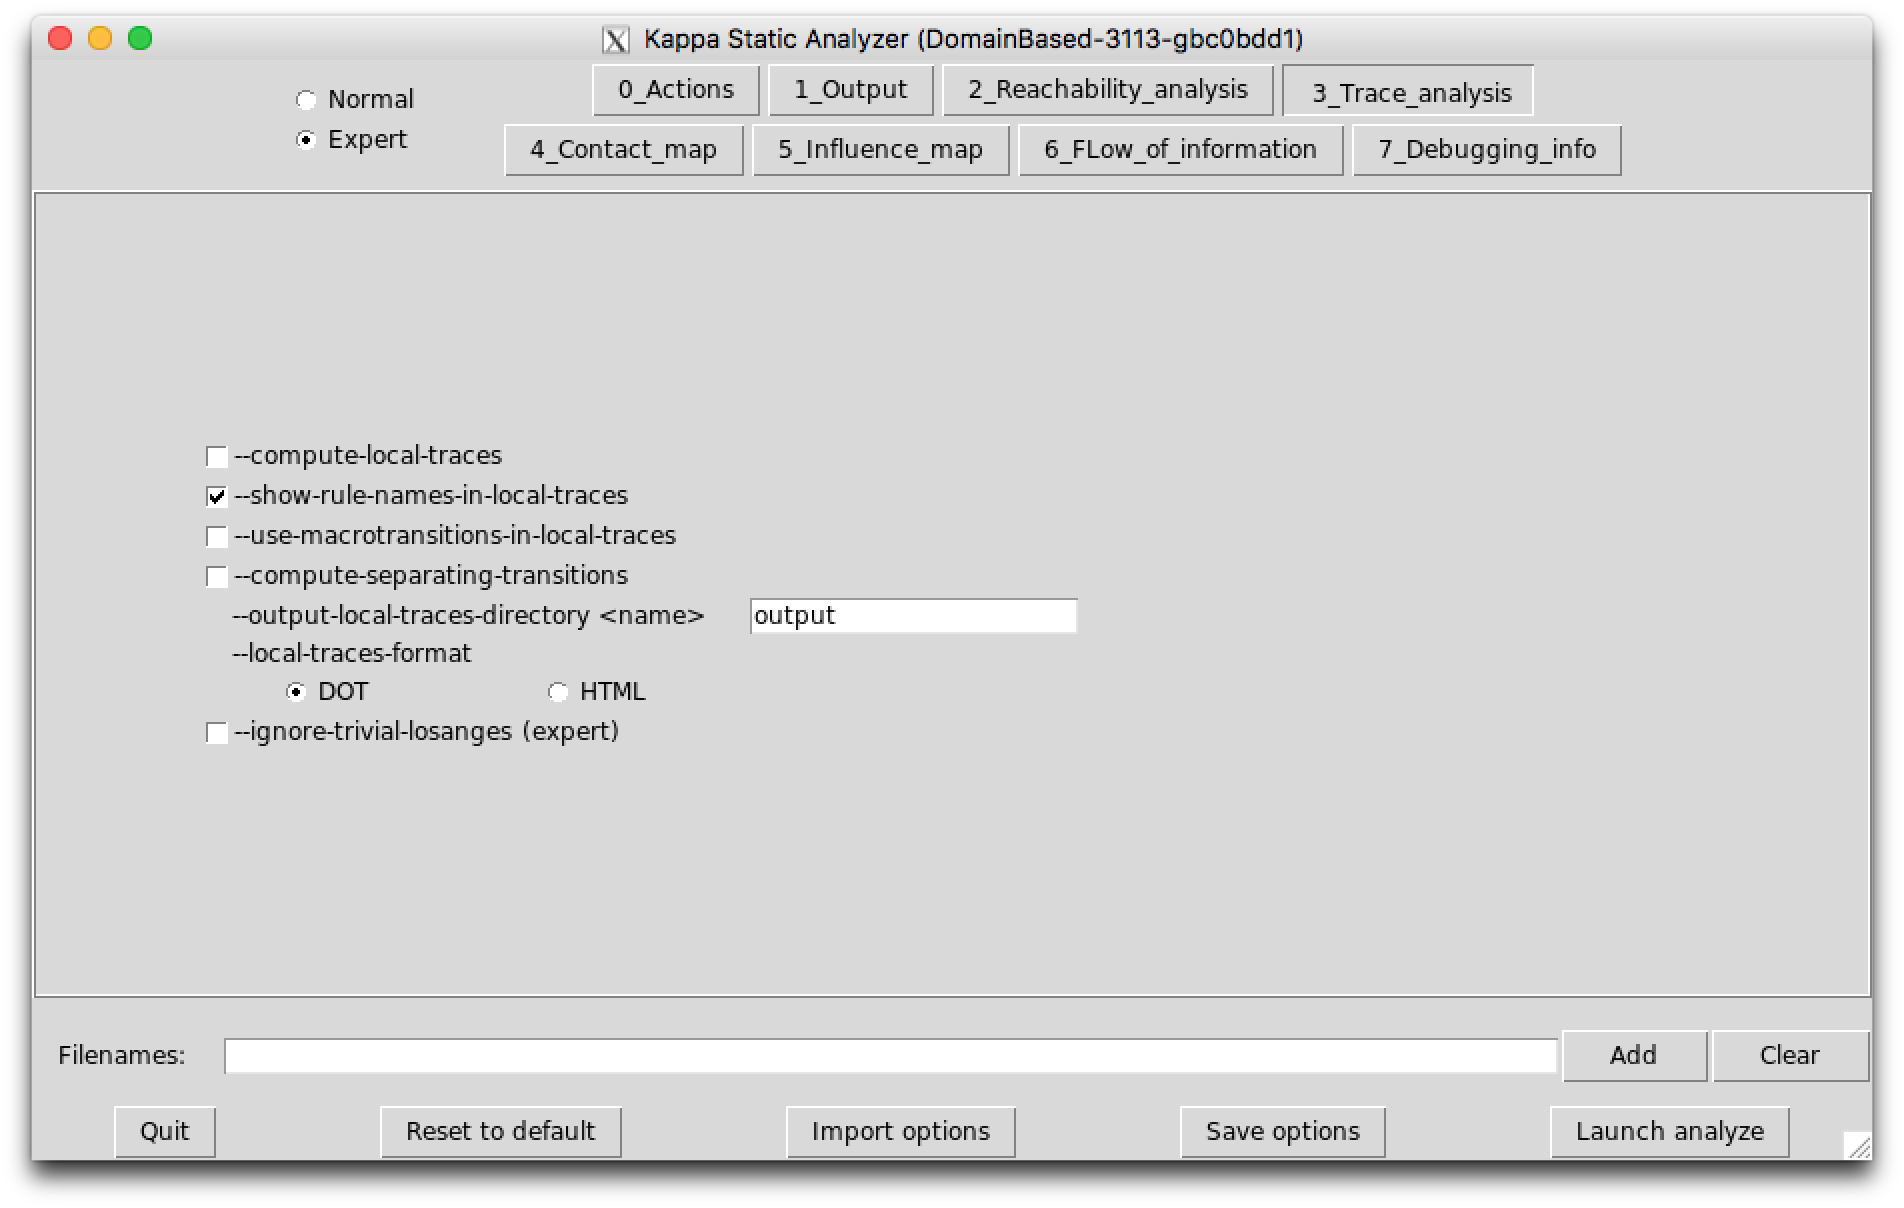 Kappa Static Analyzer (DomainBased-3113-gbc0bdd1)
Normal
Expert
0_Actions 1_Output 2_Reachability_analysis 3_Trace_analysis
4_Contact_map 5_Influence_map 6_FLow_of_information 7_Debugging_info
--compute-local-traces
--show-rule-names-in-local-traces
--use-macrotransitions-in-local-traces
--compute-separating-transitions
--output-local-traces-directory <name> output
--local-traces-format
DOT HTML
--ignore-trivial-losanges (expert)
Filenames: Add Clear
Quit Reset to default Import options Save options Launch analyze